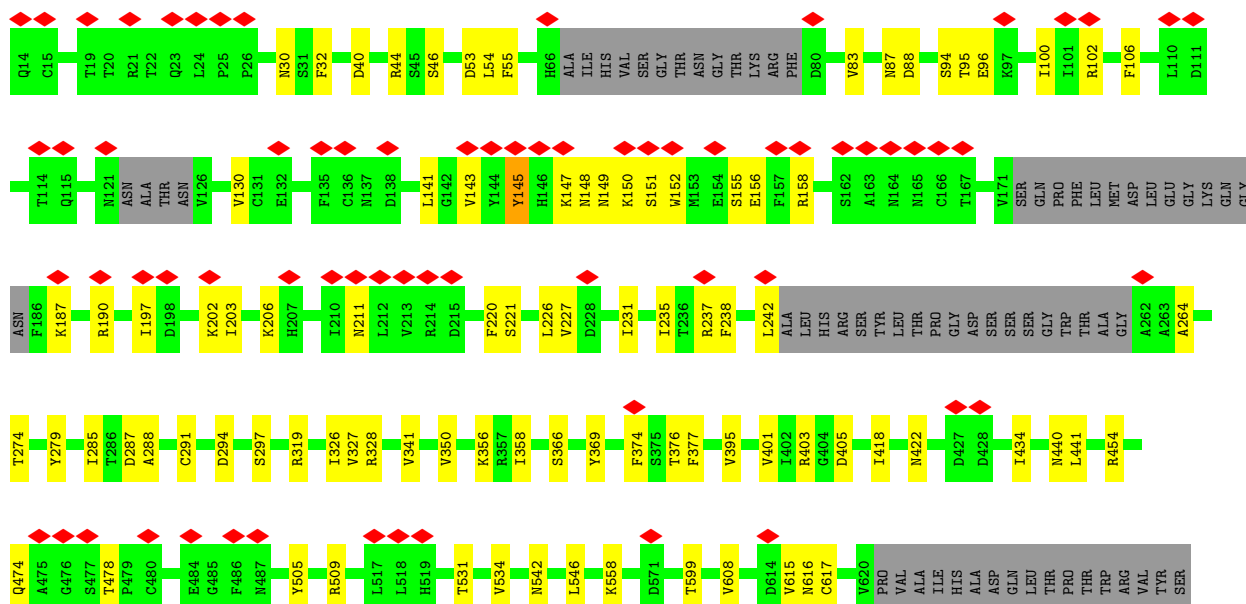 Q14 C15 T19 T20 R21 T22 Q23 L24 P25 P26 N30 S31 F32 D40 R44 S45 S46 D53 L54 F55 H66 ALA ILE HIS VAL SER GLY THR ASN GLY THR LYS ARG PHE D80 V83 N87 D88 S94 T95 E96 K97 I100 I101 R102 F106 L110 D111
T114 Q115 N121 ASN ALA THR ASN V126 V130 C131 E132 F135 C136 N137 D138 L141 G142 V143 Y144 Y145 H146 K147 N148 N149 K150 S151 W152 M153 E154 S155 E156 F157 R158 S162 A163 N164 N165 C166 T167 V171 SER GLN PRO PHE LEU MET ASP LEU GLU GLY LYS GLN GLY
ASN F186 K187 R190 I197 D198 K202 I203 K206 H207 I210 N211 L212 V213 R214 D215 F220 S221 L226 V227 D228 I231 I235 T236 R237 F238 L242 ALA LEU HIS ARG SER TYR LEU THR PRO GLY ASP SER SER SER GLY TRP THR ALA GLY A262 A263 A264
T274 Y279 I285 T286 D287 A288 C291 D294 S297 R319 I326 V327 R328 V341 V350 K356 R357 I358 S366 Y369 F374 S375 T376 F377 V395 V401 I402 R403 G404 D405 I418 N422 D427 D428 I434 N440 L441 R454
Q474 A475 G476 S477 T478 P479 C480 E484 G485 F486 N487 Y505 R509 L517 L518 H519 T531 V534 N542 L546 K558 D571 T599 V608 D614 V615 N616 C617 V620 PRO VAL ALA ILE HIS ALA ASP GLN LEU THR PRO THR TRP ARG VAL TYR SER